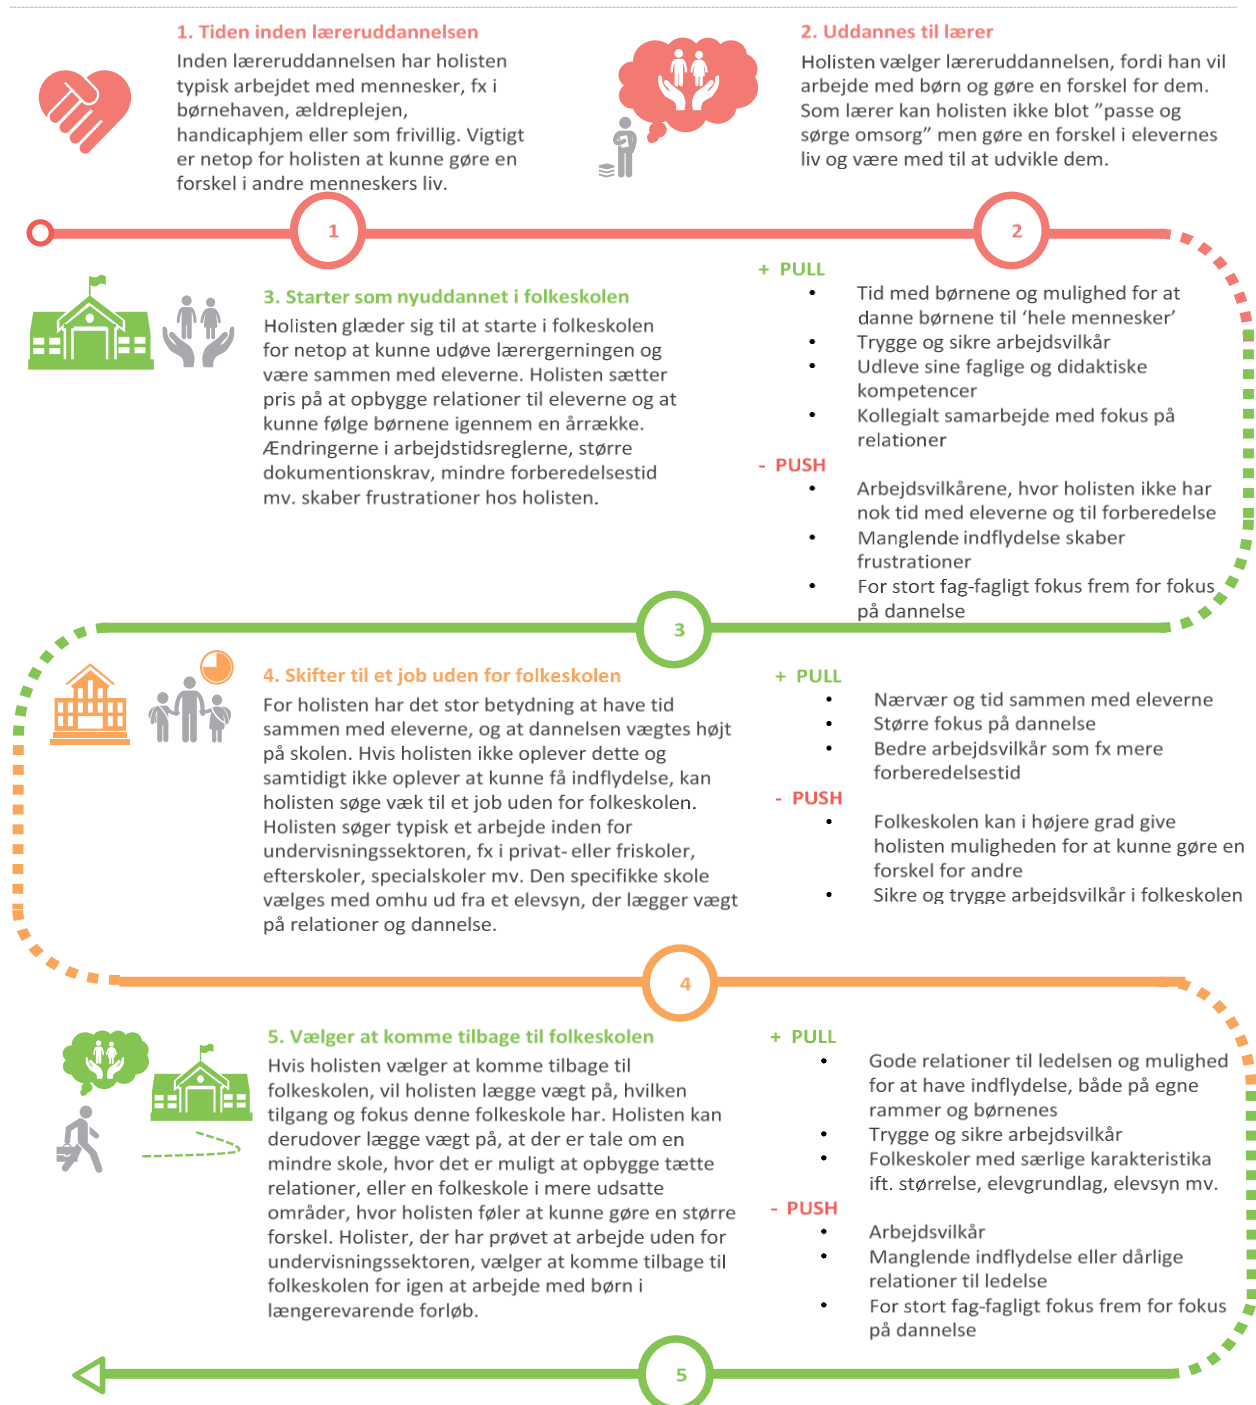 1. Tiden inden læreruddannelsen
Inden læreruddannelsen har holisten
typisk arbejdet med mennesker, fx i
børnehaven, ældreplejen,
handicaphjem eller som frivillig. Vigtigt
er netop for holisten at kunne gøre en
forskel i andre menneskers liv.
2. Uddannes til lærer
Holisten vælger læreruddannelsen, fordi han vil
arbejde med børn og gøre en forskel for dem.
Som lærer kan holisten ikke blot ”passe og
sørge omsorg” men gøre en forskel i elevernes
liv og være med til at udvikle dem.
1
2
3. Starter som nyuddannet i folkeskolen
Holisten glæder sig til at starte i folkeskolen
for netop at kunne udøve lærergerningen og
være sammen med eleverne. Holisten sætter
pris på at opbygge relationer til eleverne og at
kunne følge børnene igennem en årrække.
Ændringerne i arbejdstidsreglerne, større
dokumentionskrav, mindre forberedelsestid
mv. skaber frustrationer hos holisten.
+ PULL
• Tid med børnene og mulighed for at
danne børnene til ‘hele mennesker’
• Trygge og sikre arbejdsvilkår
• Udleve sine faglige og didaktiske
kompetencer
• Kollegialt samarbejde med fokus på
relationer
- PUSH
• Arbejdsvilkårene, hvor holisten ikke har
nok tid med eleverne og til forberedelse
• Manglende indflydelse skaber
frustrationer
• For stort fag-fagligt fokus frem for fokus
på dannelse
3
4. Skifter til et job uden for folkeskolen
For holisten har det stor betydning at have tid
sammen med eleverne, og at dannelsen vægtes højt
på skolen. Hvis holisten ikke oplever dette og
samtidigt ikke oplever at kunne få indflydelse, kan
holisten søge væk til et job uden for folkeskolen.
Holisten søger typisk et arbejde inden for
undervisningssektoren, fx i privat- eller friskoler,
efterskoler, specialskoler mv. Den specifikke skole
vælges med omhu ud fra et elevsyn, der lægger vægt
på relationer og dannelse.
+ PULL
• Nærvær og tid sammen med eleverne
• Større fokus på dannelse
• Bedre arbejdsvilkår som fx mere
forberedelsestid
- PUSH
• Folkeskolen kan i højere grad give
holisten muligheden for at kunne gøre en
forskel for andre
• Sikre og trygge arbejdsvilkår i folkeskolen
4
5. Vælger at komme tilbage til folkeskolen
Hvis holisten vælger at komme tilbage til
folkeskolen, vil holisten lægge vægt på, hvilken
tilgang og fokus denne folkeskole har. Holisten kan
derudover lægge vægt på, at der er tale om en
mindre skole, hvor det er muligt at opbygge tætte
relationer, eller en folkeskole i mere udsatte
områder, hvor holisten føler at kunne gøre en større
forskel. Holister, der har prøvet at arbejde uden for
undervisningssektoren, vælger at komme tilbage til
folkeskolen for igen at arbejde med børn i
længerevarende forløb.
+ PULL
• Gode relationer til ledelsen og mulighed
for at have indflydelse, både på egne
rammer og børnenes
• Trygge og sikre arbejdsvilkår
• Folkeskoler med særlige karakteristika
ift. størrelse, elevgrundlag, elevsyn mv.
- PUSH
• Arbejdsvilkår
• Manglende indflydelse eller dårlige
relationer til ledelse
• For stort fag-fagligt fokus frem for fokus
på dannelse
5